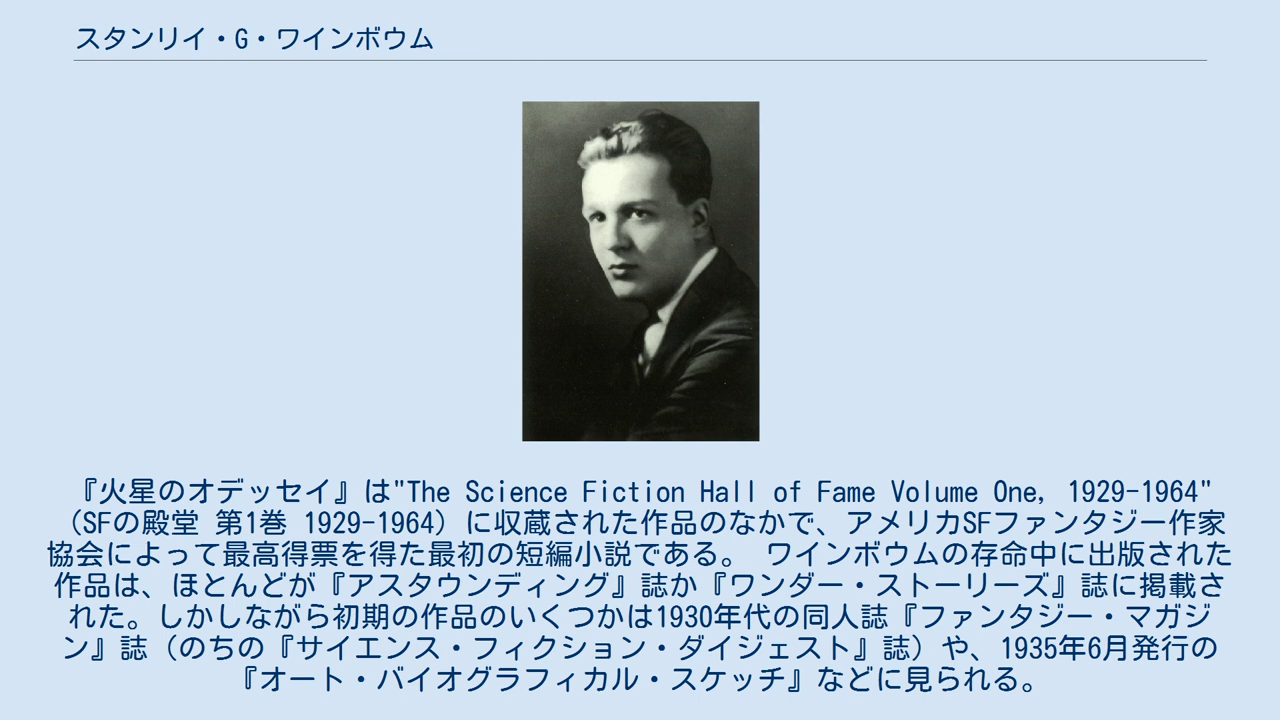 スタンリイ・G・ワインボウム
『火星のオデッセイ』は"The Science Fiction Hall of Fame Volume One, 1929-1964"
（SFの殿堂 第1巻 1929-1964）に収蔵された作品のなかで、アメリカSFファンタジー作家
協会によって最高得票を得た最初の短編小説である。 ワインボウムの存命中に出版された
作品は、ほとんどが『アスタウンディング』誌か『ワンダー・ストーリーズ』誌に掲載さ
れた。しかしながら初期の作品のいくつかは1930年代の同人誌『ファンタジー・マガジ
ン』誌（のちの『サイエンス・フィクション・ダイジェスト』誌）や、1935年6月発行の
『オート・バイオグラフィカル・スケッチ』などに見られる。